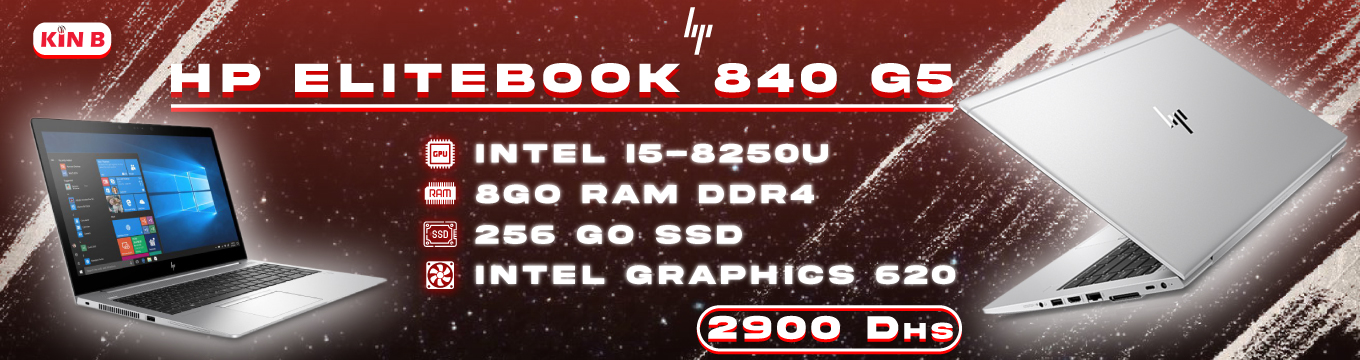 hp
KIN B
HP ELITEBOOK 840 G5
GPU
INTEL I5-8250U
RAM
8GO RAM DDR4
SSD
256 GO SSD
INTEL GRAPHICS 620
2900 DHS